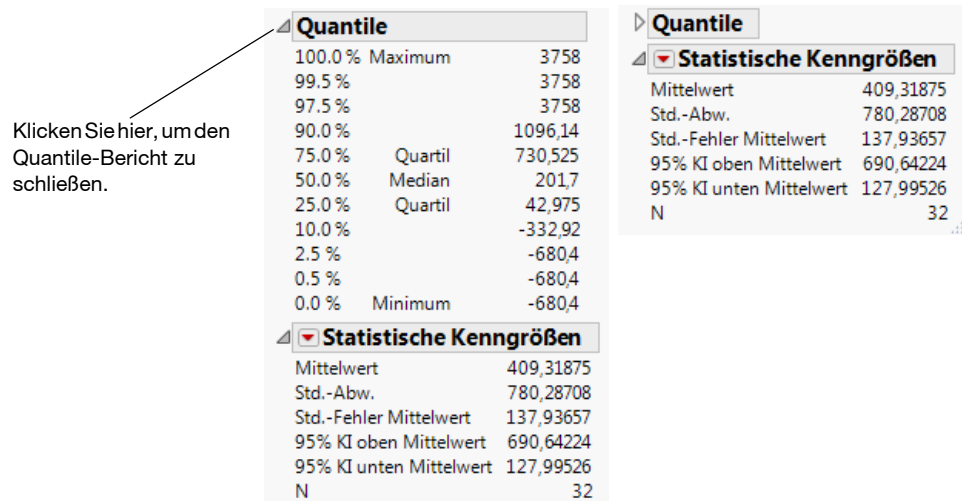 Klicken Sie hier, um den
Quantile-Bericht zu
schließen.
Quantile
100.0 % Maximum 3758
99.5 % 3758
97.5 % 3758
90.0 % 1096,14
75.0 % Quartil 730,525
50.0 % Median 201,7
25.0 % Quartil 42,975
10.0 % -332,92
2.5 % -680,4
0.5 % -680,4
0.0 % Minimum -680,4
Statistische Kenngrößen
Mittelwert 409,31875
Std.-Abw. 780,28708
Std.-Fehler Mittelwert 137,93657
95% KI oben Mittelwert 690,64224
95% KI unten Mittelwert 127,99526
N 32
Quantile
Statistische Kenngrößen
Mittelwert 409,31875
Std.-Abw. 780,28708
Std.-Fehler Mittelwert 137,93657
95% KI oben Mittelwert 690,64224
95% KI unten Mittelwert 127,99526
N 32